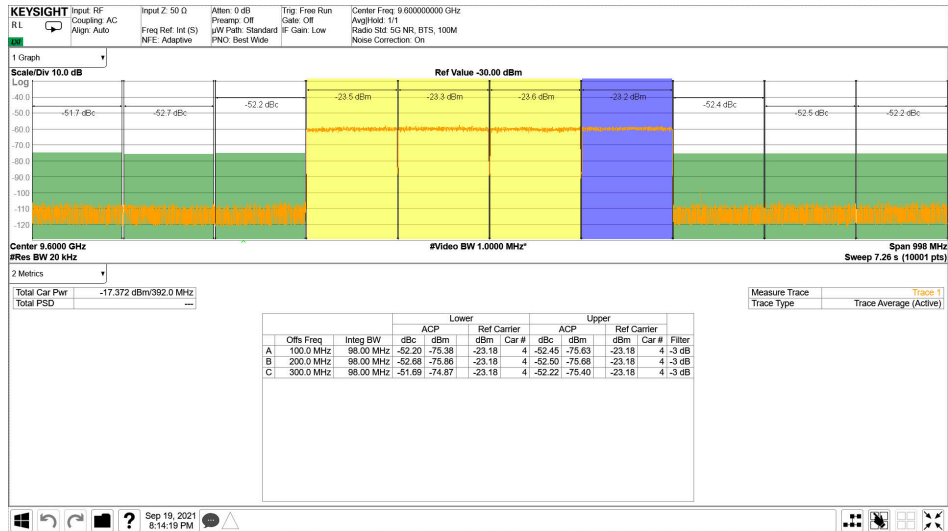 KEYSIGHT Input: RF Input Z: 50 Ω Atten: 0 dB Trig: Free Run Center Freq: 9.600000000 GHz
RL Coupling: AC Preamp: Off Gate: Off Avg|Hold: 1/1
Align: Auto Freq Ref: Int (S) µW Path: Standard IF Gain: Low Radio Std: 5G NR, BTS, 100M
NFE: Adaptive PNO: Best Wide Noise Correction: On
LXI
1 Graph
Scale/Div 10.0 dB Ref Value -30.00 dBm
Log
-40.0
-50.0
-60.0
-70.0
-80.0
-90.0
-100
-110
-120
-51.7 dBc -52.7 dBc -52.2 dBc -23.5 dBm -23.3 dBm -23.6 dBm -23.2 dBm -52.4 dBc -52.5 dBc -52.2 dBc
Center 9.6000 GHz #Video BW 1.0000 MHz* Span 998 MHz
#Res BW 20 kHz Sweep 7.26 s (10001 pts)
2 Metrics
Total Car Pwr -17.372 dBm/392.0 MHz Measure Trace Trace 1
Total PSD --- Trace Type Trace Average (Active)
Lower Upper
ACP Ref Carrier ACP Ref Carrier
Offs Freq Integ BW dBc dBm dBm Car # dBc dBm dBm Car # Filter
A 100.0 MHz 98.00 MHz -52.20 -75.38 -23.18 4 -52.45 -75.63 -23.18 4 -3 dB
B 200.0 MHz 98.00 MHz -52.68 -75.86 -23.18 4 -52.50 -75.68 -23.18 4 -3 dB
C 300.0 MHz 98.00 MHz -51.69 -74.87 -23.18 4 -52.22 -75.40 -23.18 4 -3 dB
? Sep 19, 2021
8:14:19 PM